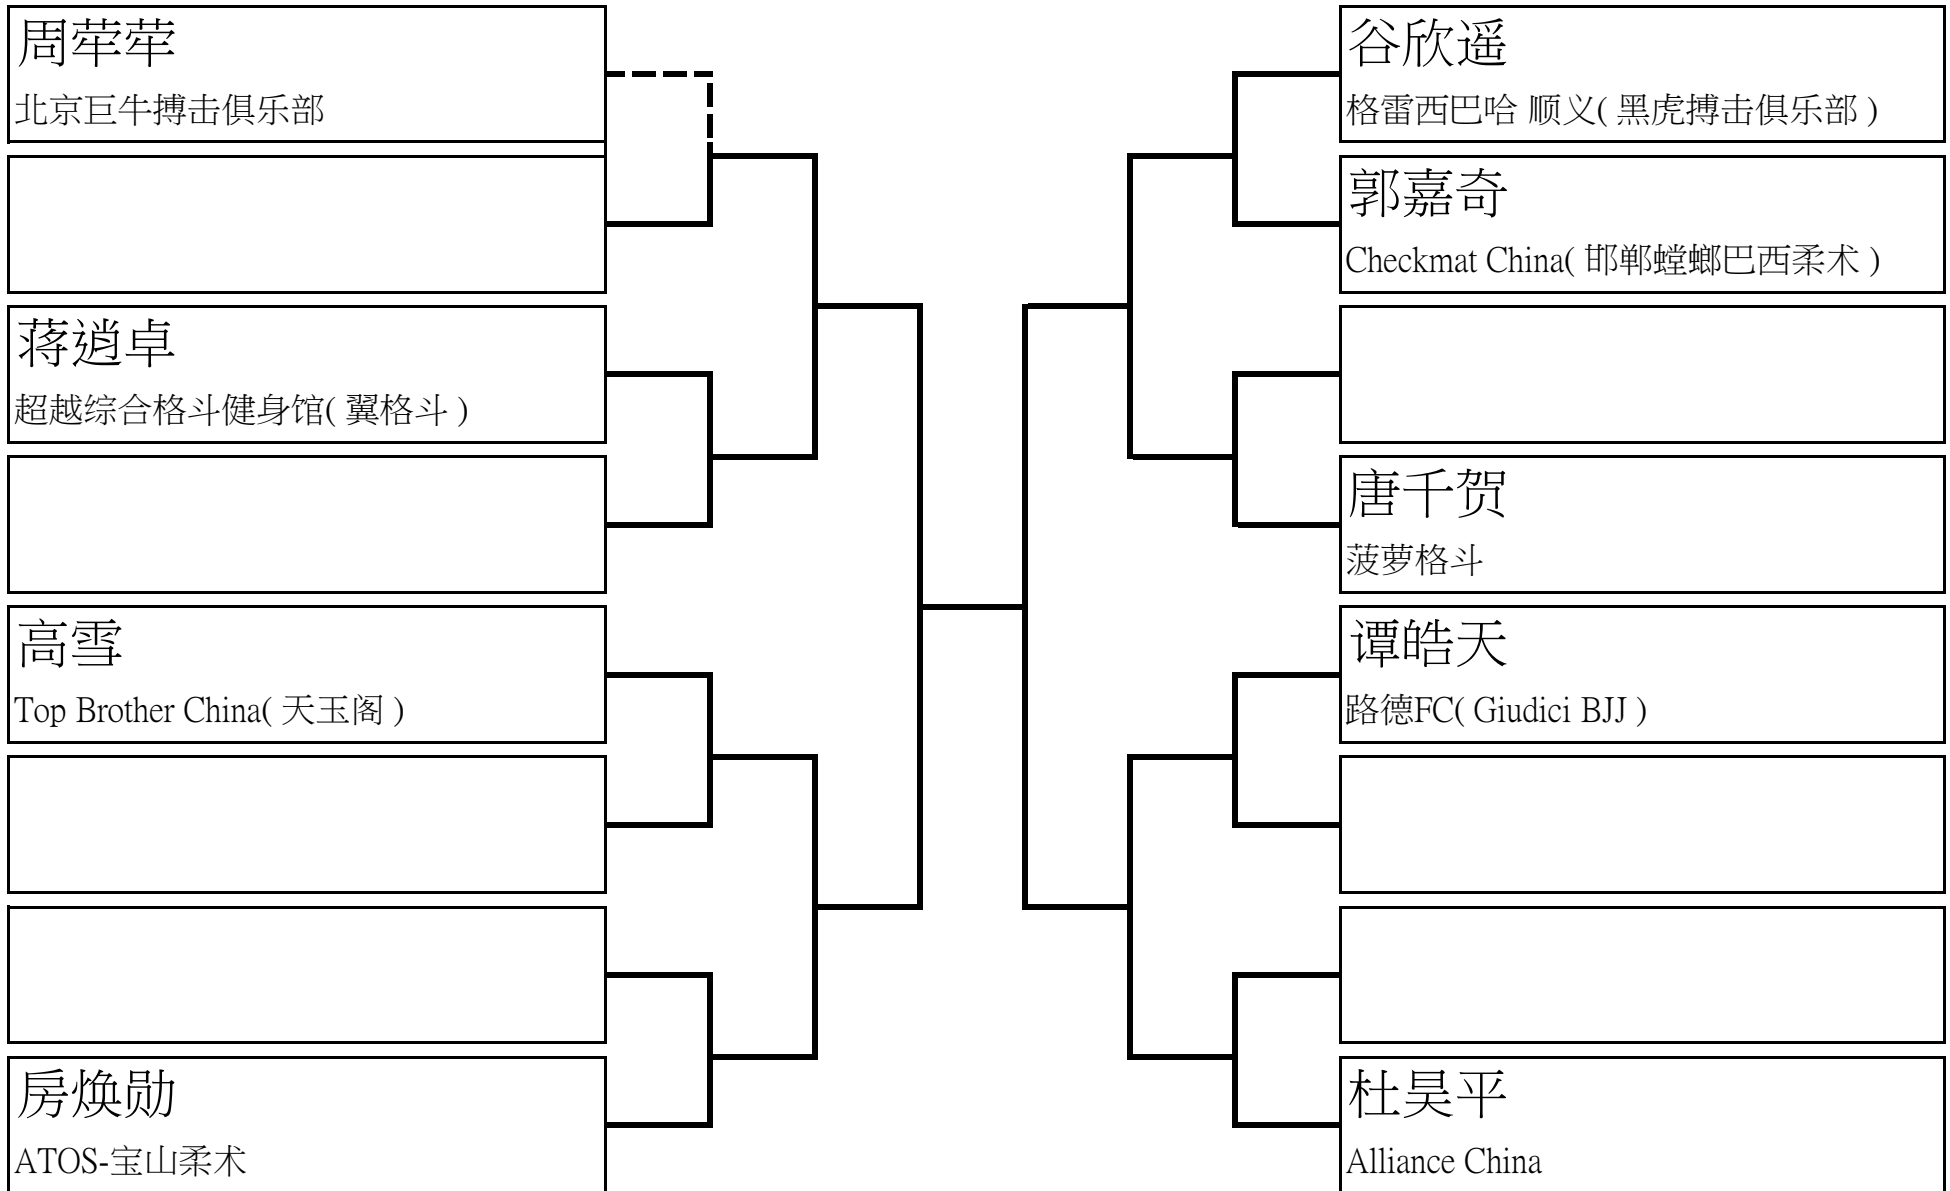 周荦荦
北京巨牛搏击俱乐部
蒋逍卓
超越综合格斗健身馆( 翼格斗 )
高雪
Top Brother China( 天玉阁 )
房焕勋
ATOS-宝山柔术
谷欣遥
格雷西巴哈 顺义( 黑虎搏击俱乐部 )
郭嘉奇
Checkmat China( 邯郸螳螂巴西柔术 )
唐千贺
菠萝格斗
谭皓天
路德FC( Giudici BJJ )
杜昊平
Alliance China